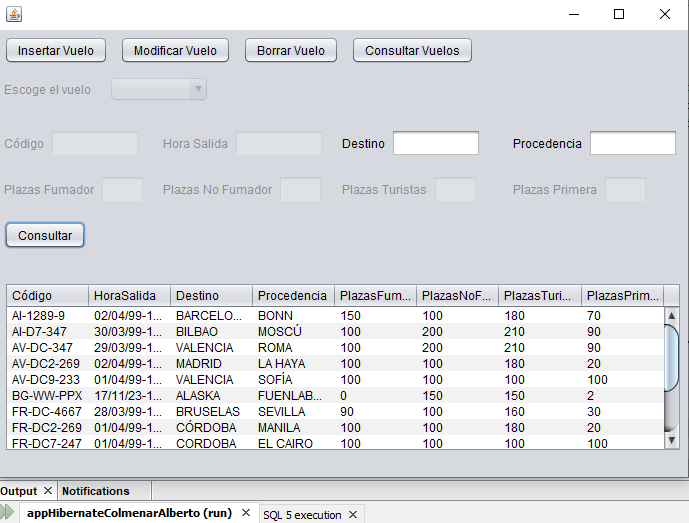 Insertar Vuelo Modificar Vuelo Borrar Vuelo Consultar Vuelos
Escoge el vuelo
Código Hora Salida Destino Procedencia
Plazas Fumador Plazas No Fumador Plazas Turistas Plazas Primera
Consultar
Código HoraSalida Destino Procedencia PlazasFum... PlazasNoF... PlazasTuri... PlazasPrim...
AI-1289-9 02/04/99-1... BARCELO... BONN 150 100 180 70
AI-D7-347 30/03/99-1... BILBAO MOSCÚ 100 200 210 90
AV-DC-347 29/03/99-1... VALENCIA ROMA 100 200 210 90
AV-DC2-269 02/04/99-1... MADRID LA HAYA 100 100 180 20
AV-DC9-233 01/04/99-1... VALENCIA SOFÍA 100 100 100 100
BG-WW-PPX 17/11/23-1... ALASKA FUENLAB... 0 150 150 2
FR-DC-4667 28/03/99-1... BRUSELAS SEVILLA 90 100 160 30
FR-DC2-269 01/04/99-1... CÓRDOBA MANILA 100 100 180 20
FR-DC7-247 01/04/99-1... CORDOBA EL CAIRO 100 100 100 100
Output Notifications
appHibernateColmenarAlberto (run) SQL 5 execution